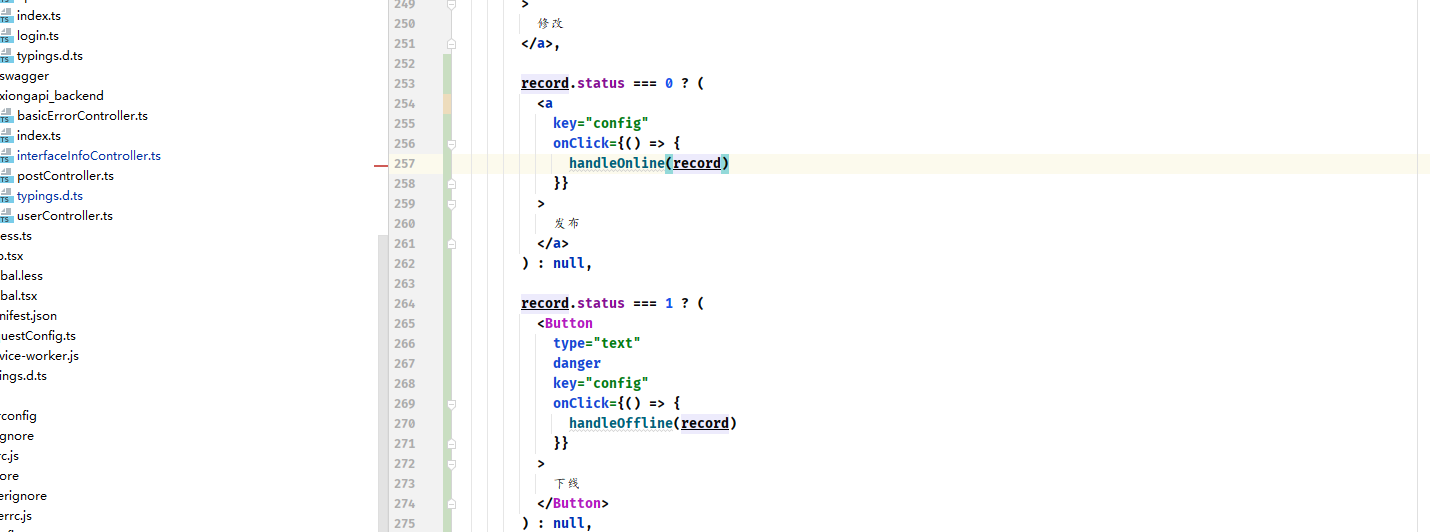 index.ts
login.ts
typings.d.ts
swagger
xiongapi_backend
basicErrorController.ts
index.ts
interfaceInfoController.ts
postController.ts
typings.d.ts
userController.ts
ess.ts
o.tsx
bal.less
bal.tsx
nifest.json
uestConfig.ts
vice-worker.js
ings.d.ts
rconfig
gnore
rc.js
ore
erignore
errc.js
249 >
250 修改
251 </a>,
252
253 record.status === 0 ? (
254 <a
255 key="config"
256 onClick={() => {
257 handleOnline(record)
258 }}
259 >
260 发布
261 </a>
262 ) : null,
263
264 record.status === 1 ? (
265 <Button
266 type="text"
267 danger
268 key="config"
269 onClick={() => {
270 handleOffline(record)
271 }}
272 >
273 下线
274 </Button>
275 ) : null,